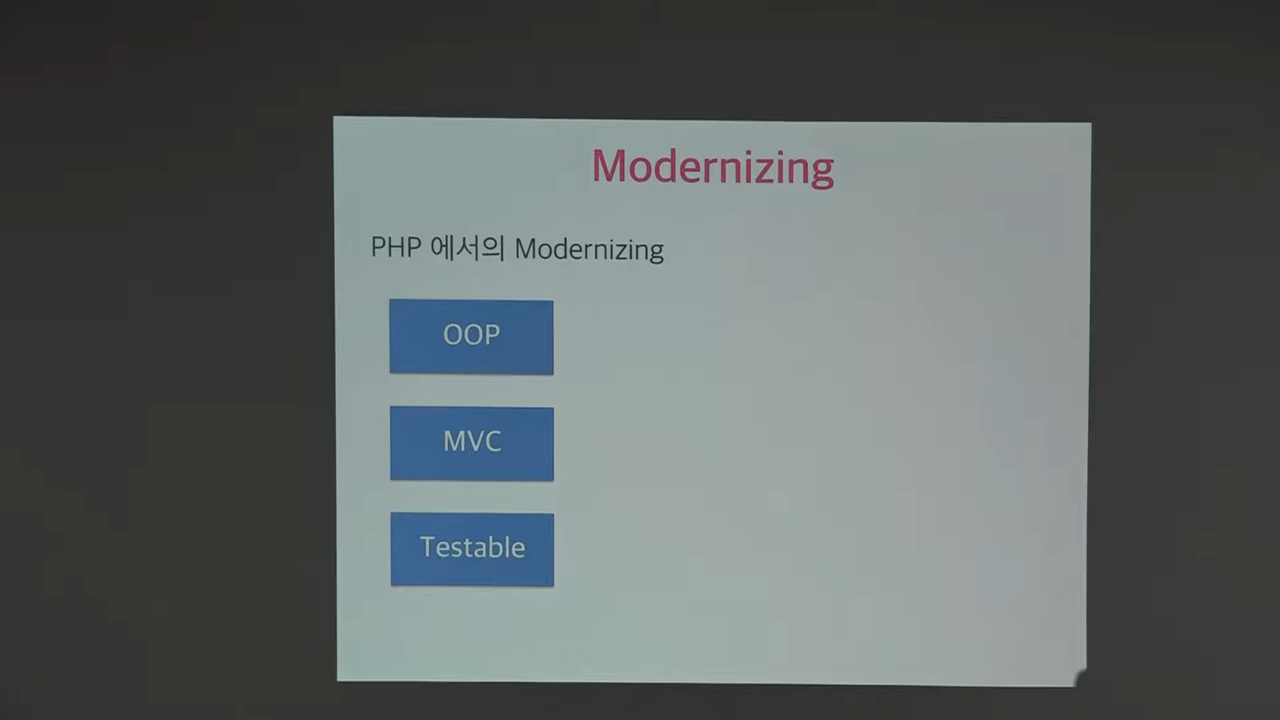 Modernizing
PHP 에서의 Modernizing
OOP
MVC
Testable